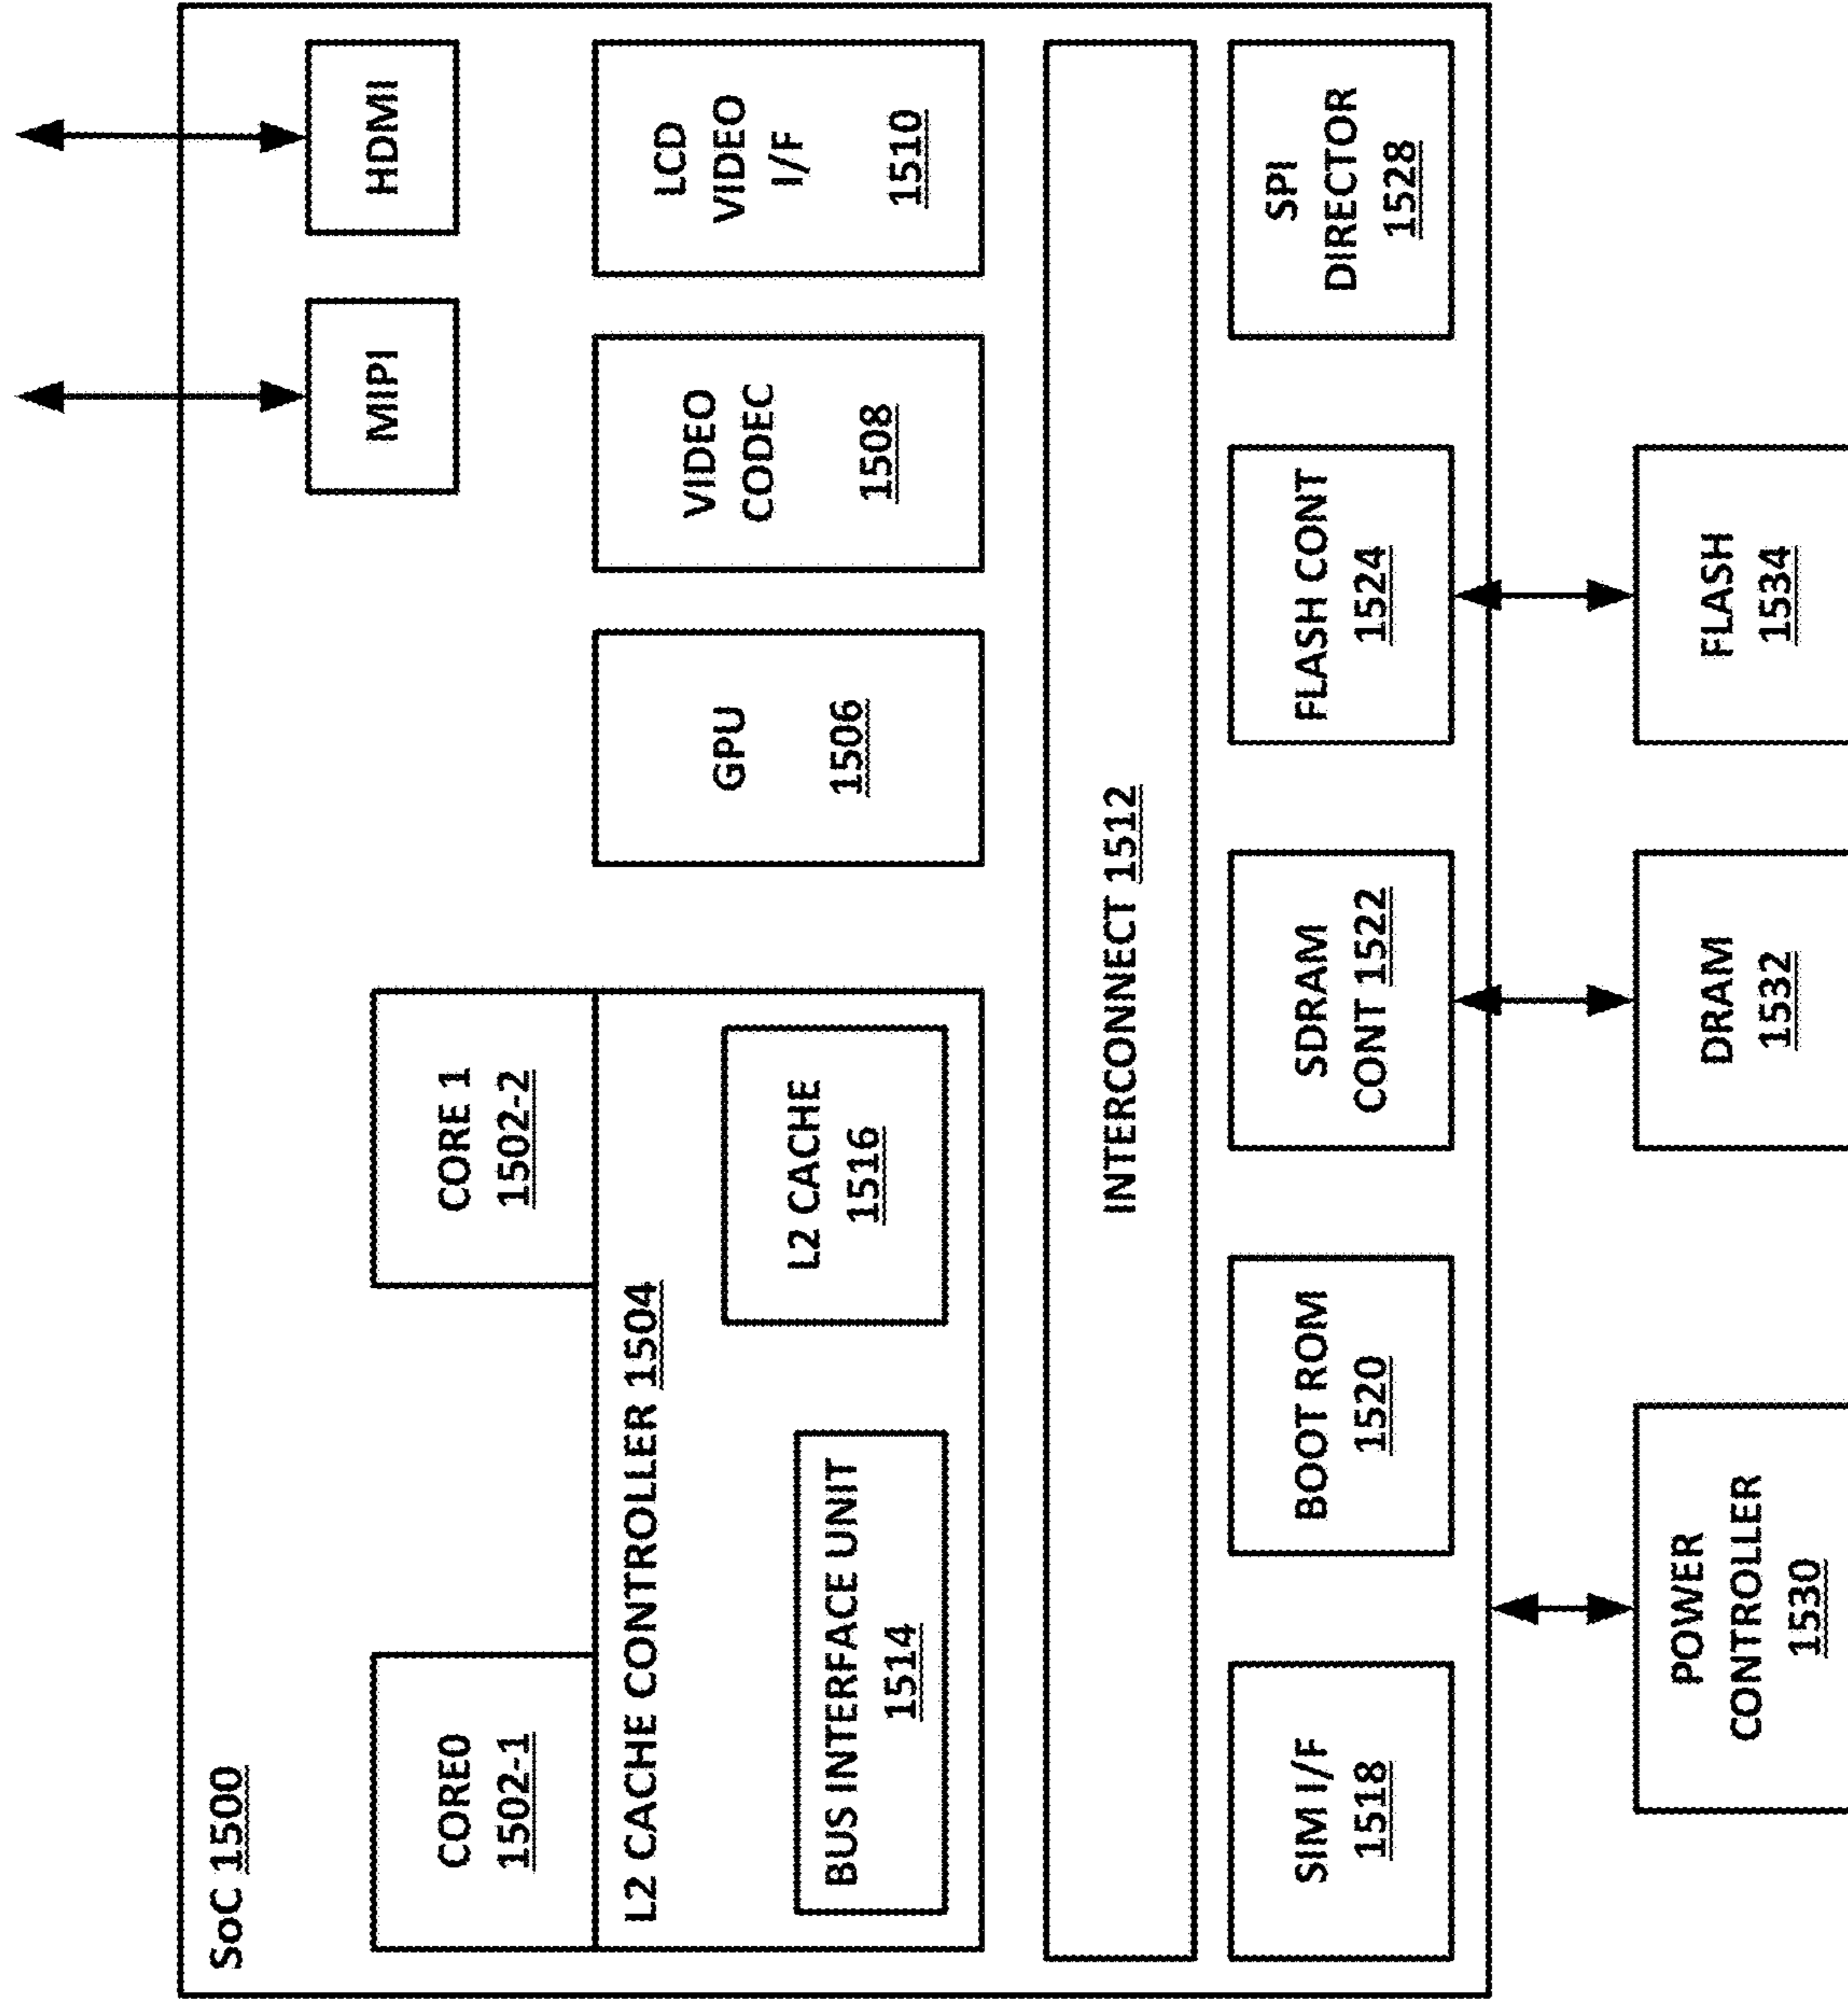 SoC 1500
CORE0
1502-1
CORE 1
1502-2
MIPI
HDMI
L2 CACHE CONTROLLER 1504
BUS INTERFACE UNIT
1514
L2 CACHE
1516
GPU
1506
VIDEO
CODEC
1508
LCD
VIDEO
I/F
1510
INTERCONNECT 1512
SIM I/F
1518
BOOT ROM
1520
SDRAM
CONT 1522
FLASH CONT
1524
SPI
DIRECTOR
1528
POWER
CONTROLLER
1530
DRAM
1532
FLASH
1534